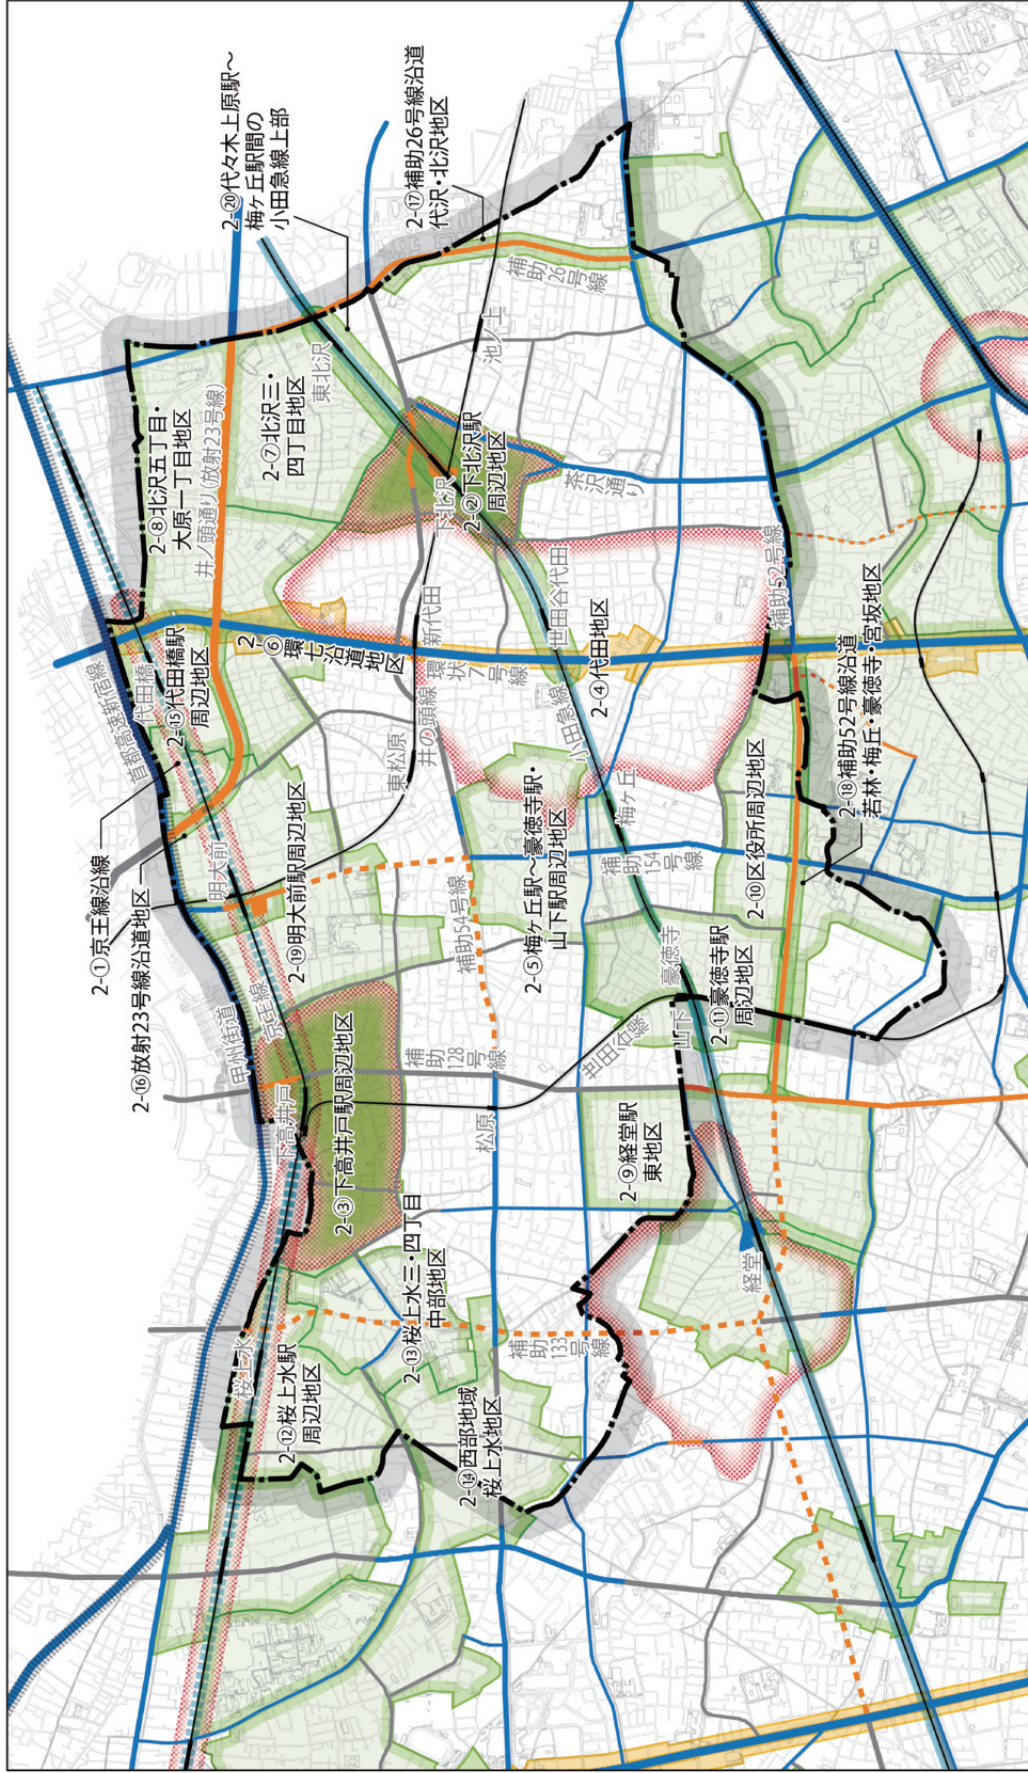 2-①京王線沿線
2-⑯放射23号線沿道地区
甲州街道
京王線
首都高速新宿線
代田橋
明大前
下高井戸
桜上水
2-⑮代田橋駅
周辺地区
2-⑧北沢五丁目・
大原一丁目地区
井ノ頭通り(放射23号線)
2-⑦北沢三・
四丁目地区
東北沢
2-⑳代々木上原駅～
梅ヶ丘駅間の
小田急線上部
2-⑰補助26号線沿道
代沢・北沢地区
補助
26
号線
池ノ上
2-②下北沢駅
周辺地区
下北沢
茶沢
通り
2-⑥環七沿道
地区
新代田
環状
7
号線
井の頭線
東松原
世田谷代田
2-④代田地区
小田急線
梅ヶ丘
2-⑲明大前駅周辺地区
2-③下高井戸駅周辺地区
補助
128
号線
補助54号線
2-⑤梅ヶ丘駅～豪徳寺駅・
山下駅周辺地区
補助
54
号線
補助52号線
2-⑱補助52号線沿道
若林・梅丘・豪徳寺・宮坂地区
2-⑩区役所周辺地区
豪徳寺
山下
2-⑪豪徳寺駅
周辺地区
世田谷線
松原
2-⑨経堂駅
東地区
経堂
2-⑫桜上水駅
周辺地区
2-⑬桜上水三・四丁目
中部地区
2-⑭西部地域
桜上水地区
補助
133
号線